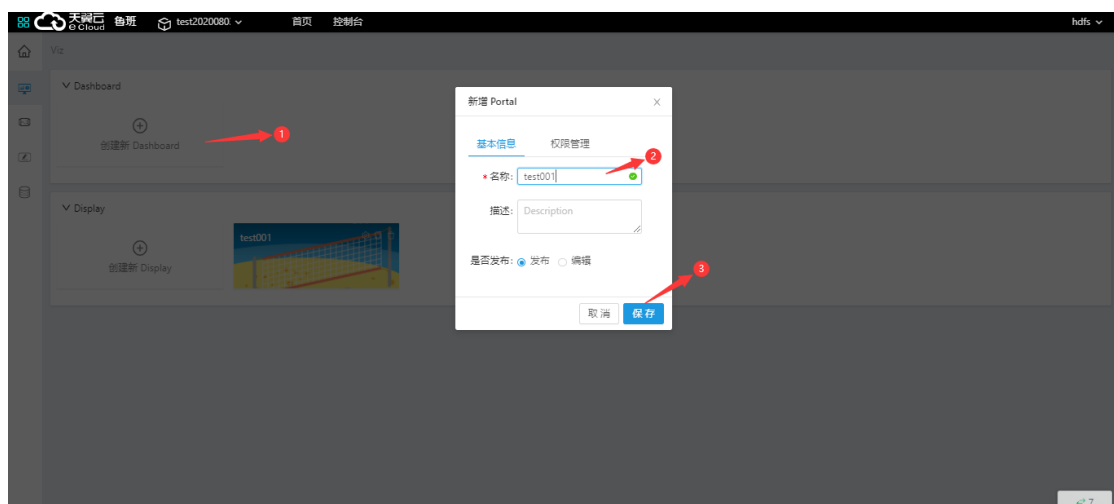 天翼云 e Cloud 鲁班 test2020080 首页 控制台 hdfs
Viz
Dashboard
创建新 Dashboard
1
新增 Portal
基本信息 权限管理
2
* 名称: test001
描述: Description
是否发布: 发布 编辑
3
取 消 保 存
Display
创建新 Display
test001
7